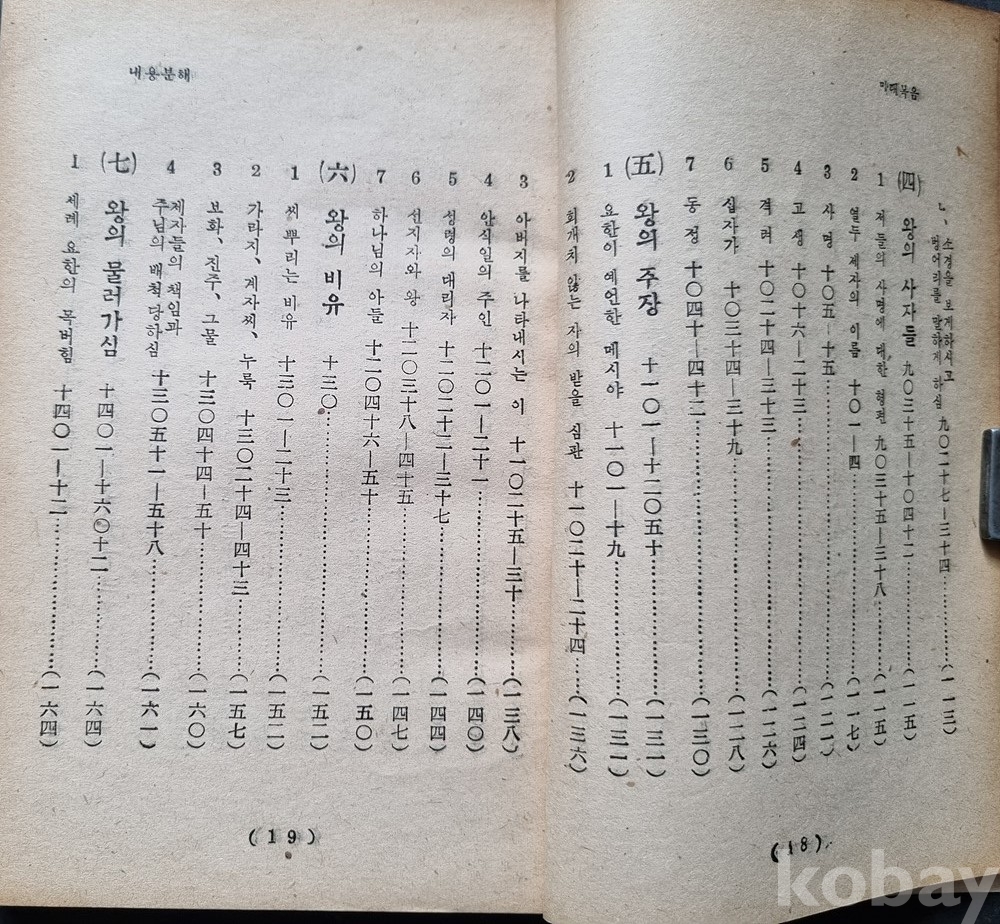 마태복음
ㄴ, 소경을 보게하시고
벙어리를 말하게 하심 九〇二十七—三十四………(一一三)
(四) 왕의 사자들 九〇三十五—十〇四十二………(一一五)
1 저들의 사명에 대한 형편 九〇三十五—三十八………(一一五)
2 열두 제자의 이름 十〇一—四………(一一七)
3 사명 十〇五—十五………(一二一)
4 고생 十〇十六—二十三………(一二四)
5 격려 十〇二十四—三十三………(一二六)
6 십자가 十〇三十四—三十九………(一二八)
7 동정 十〇四十—四十二………(一三〇)
(五) 왕의 주장 十一〇一—十二〇五十………(一三一)
1 요한이 예언한 메시야 十一〇一—十九………(一三一)
2 회개치 않는 자의 받을 심판 十一〇二十—二十四………(一三六)
(18)
내용분해
3 아버지를 나타내시는 이 十一〇二十五—三十………(一三八)
4 안식일의 주인 十二〇一—二十一………(一四〇)
5 성령의 대리자 十二〇二十二—三十七………(一四四)
6 선지자와 왕 十二〇三十八—四十五………(一四七)
7 하나님의 아들 十二〇四十六—五十………(一五〇)
(六) 왕의 비유 十三〇………(一五二)
1 씨뿌리는 비유 十三〇一—二十三………(一五二)
2 가라지、계자씨、누룩 十三〇二十四—四十三………(一五七)
3 보화、진주、그물 十三〇四十四—五十………(一六〇)
4 제자들의 책임과
주님의 배척당하심 十三〇五十一—五十八………(一六一)
(七) 왕의 물러가심 十四〇一—十六〇十二………(一六四)
1 세례 요한의 목버힘 十四〇一—十二………(一六四)
(19)
kobay